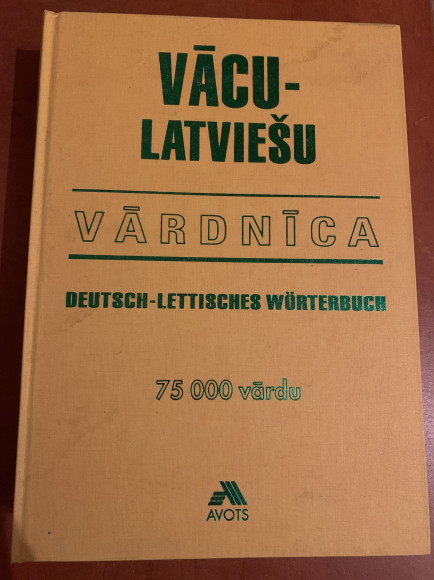 VĀCU-
LATVIEŠU
VĀRDNĪCA
DEUTSCH-LETTISCHES WÖRTERBUCH
75 000 vārdu
AVOTS